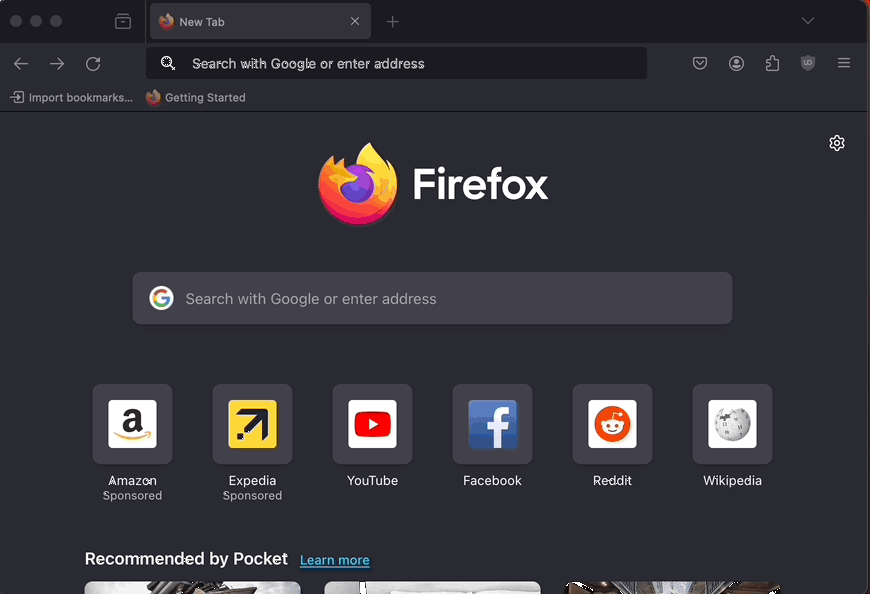 New Tab
Search with Google or enter address
Import bookmarks...
Getting Started
Firefox
Search with Google or enter address
Amazon
Sponsored
Expedia
Sponsored
YouTube
Facebook
Reddit
Wikipedia
Recommended by Pocket Learn more